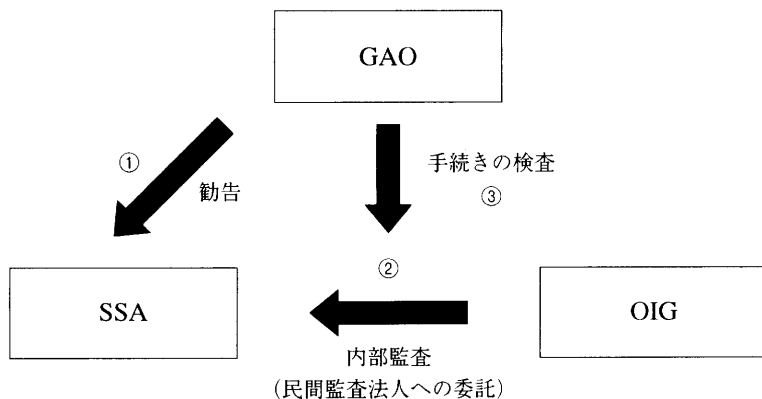 GAO
①
勧告
手続きの検査
③
SSA
②
OIG
内部監査
(民間監査法人への委託)